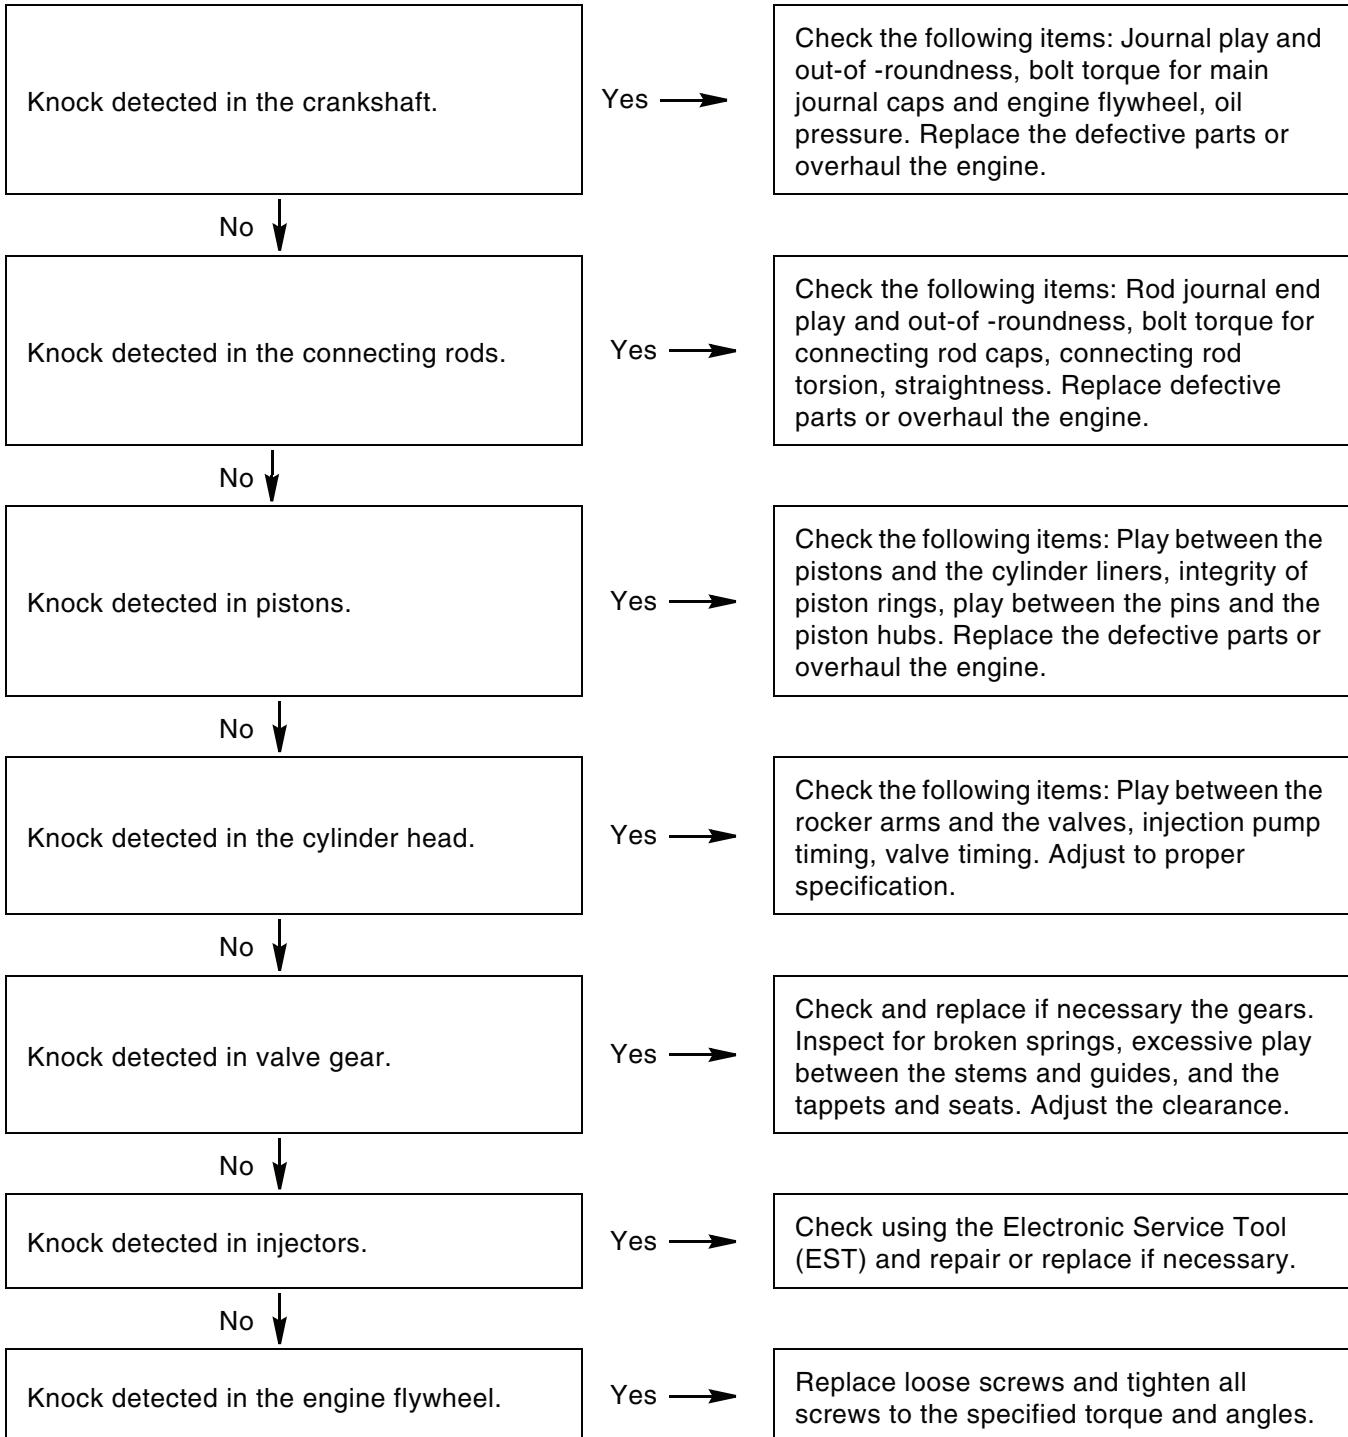 Knock detected in the crankshaft.
Yes
Check the following items: Journal play and
out-of -roundness, bolt torque for main
journal caps and engine flywheel, oil
pressure. Replace the defective parts or
overhaul the engine.
No
Knock detected in the connecting rods.
Yes
Check the following items: Rod journal end
play and out-of -roundness, bolt torque for
connecting rod caps, connecting rod
torsion, straightness. Replace defective
parts or overhaul the engine.
No
Knock detected in pistons.
Yes
Check the following items: Play between the
pistons and the cylinder liners, integrity of
piston rings, play between the pins and the
piston hubs. Replace the defective parts or
overhaul the engine.
No
Knock detected in the cylinder head.
Yes
Check the following items: Play between the
rocker arms and the valves, injection pump
timing, valve timing. Adjust to proper
specification.
No
Knock detected in valve gear.
Yes
Check and replace if necessary the gears.
Inspect for broken springs, excessive play
between the stems and guides, and the
tappets and seats. Adjust the clearance.
No
Knock detected in injectors.
Yes
Check using the Electronic Service Tool
(EST) and repair or replace if necessary.
No
Knock detected in the engine flywheel.
Yes
Replace loose screws and tighten all
screws to the specified torque and angles.